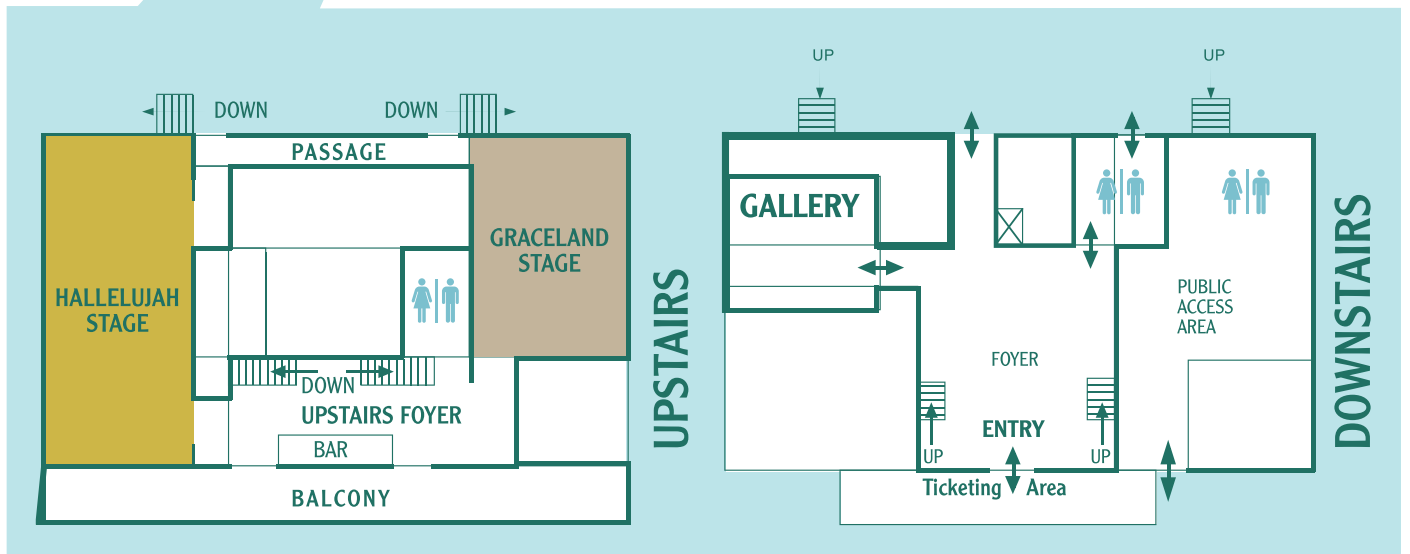 DOWN
DOWN
PASSAGE
GRACELAND
STAGE
HALLELUJAH
STAGE
DOWN
UPSTAIRS FOYER
BAR
BALCONY
UPSTAIRS
UP
UP
GALLERY
PUBLIC
ACCESS
AREA
FOYER
ENTRY
UP
UP
Ticketing Area
DOWNSTAIRS